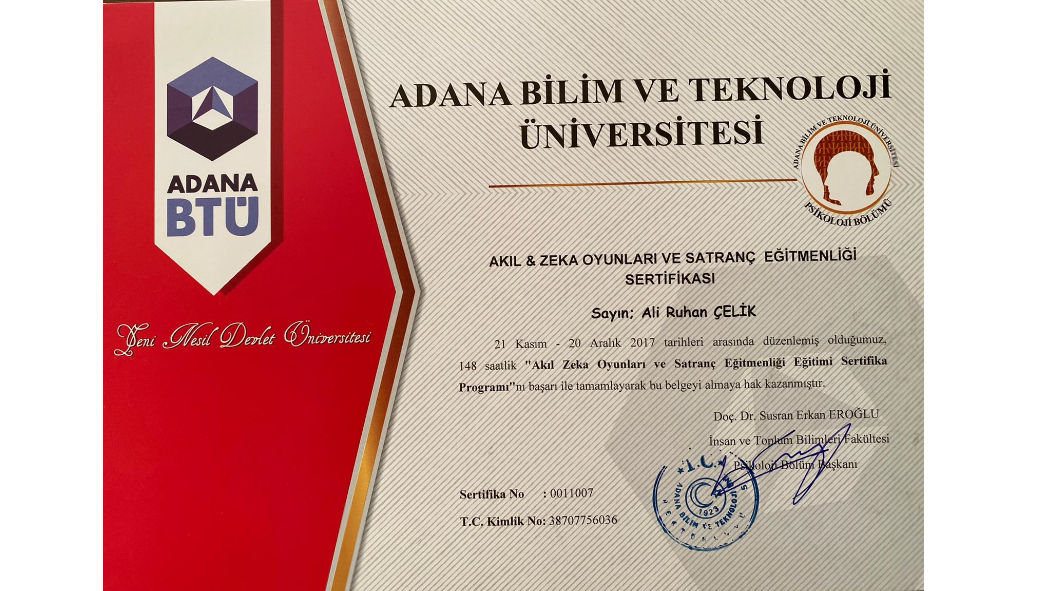 ADANA BİLİM VE TEKNOLOJİ
ÜNİVERSİTESİ
ADANA
BTÜ
Yeni Nesil Devlet Üniversitesi
ADANA BİLİM VE TEKNOLOJİ ÜNİVERSİTESİ
PSİKOLOJİ BÖLÜMÜ
AKIL & ZEKA OYUNLARI VE SATRANÇ EĞİTMENLİĞİ
SERTİFİKASI
Sayın; Ali Ruhan ÇELİK
21 Kasım - 20 Aralık 2017 tarihleri arasında düzenlemiş olduğumuz,
148 saatlik "Akıl Zeka Oyunları ve Satranç Eğitmenliği Eğitimi Sertifika
Programı"nı başarı ile tamamlayarak bu belgeyi almaya hak kazanmıştır.
Doç. Dr. Susran Erkan EROĞLU
İnsan ve Toplum Bilimleri Fakültesi
Psikoloji Bölüm Başkanı
Sertifika No : 0011007
T.C. Kimlik No: 38707756036
T.C.
ADANA BİLİM VE TEKNOLOJİ
1923